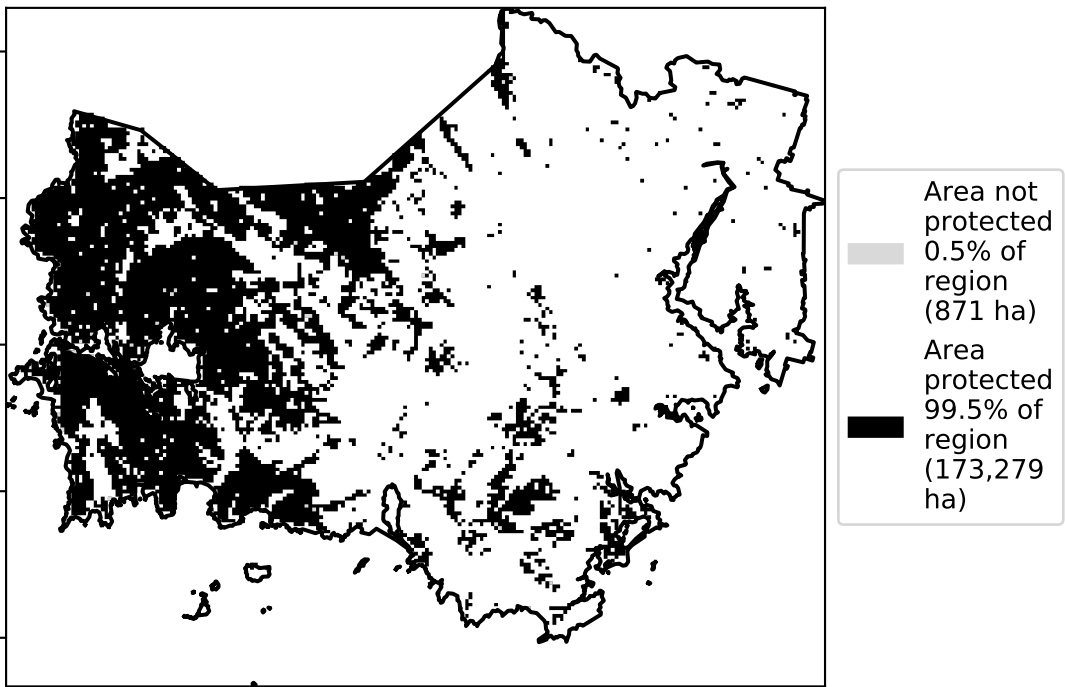 Area not
protected
0.5% of
region
(871 ha)
Area
protected
99.5% of
region
(173,279
ha)